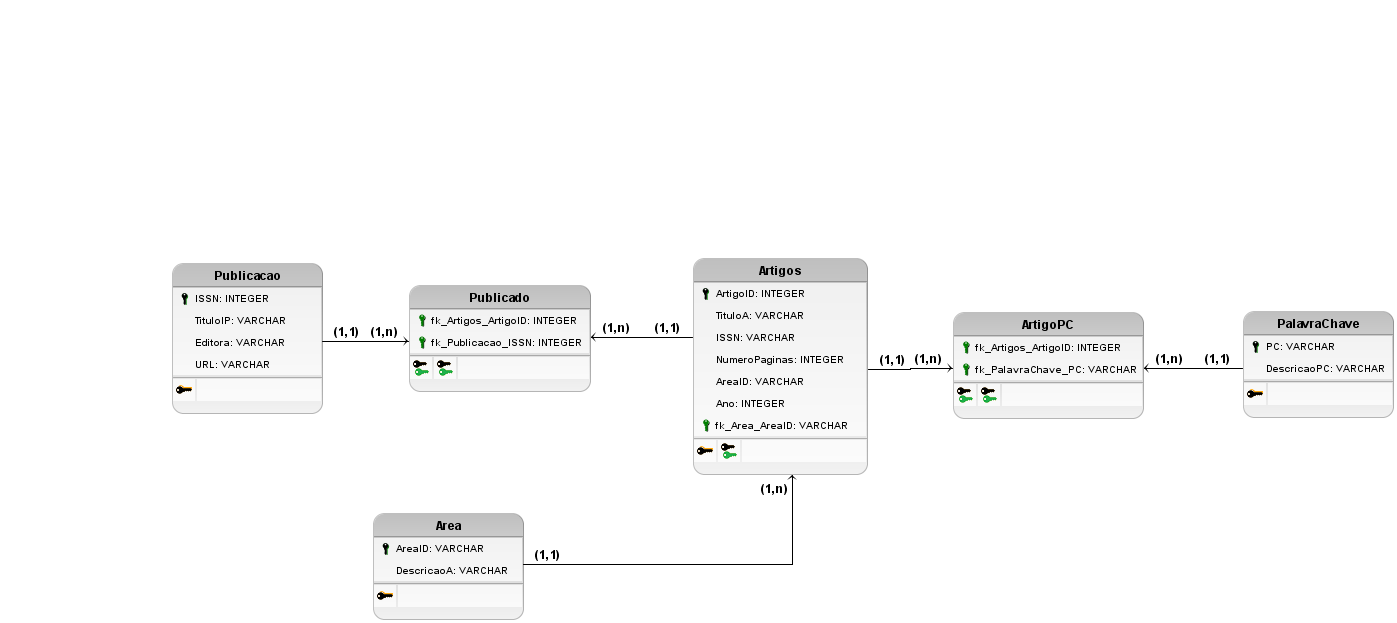 Publicacao
ISSN: INTEGER
TituloIP: VARCHAR
Editora: VARCHAR
URL: VARCHAR
(1,1)
(1,n)
Publicado
fk_Artigos_ArtigoID: INTEGER
fk_Publicacao_ISSN: INTEGER
(1,n)
(1,1)
Artigos
ArtigoID: INTEGER
TituloA: VARCHAR
ISSN: VARCHAR
NumeroPaginas: INTEGER
AreaID: VARCHAR
Ano: INTEGER
fk_Area_AreaID: VARCHAR
(1,1)
(1,n)
ArtigoPC
fk_Artigos_ArtigoID: INTEGER
fk_PalavraChave_PC: VARCHAR
(1,n)
(1,1)
PalavraChave
PC: VARCHAR
DescricaoPC: VARCHAR
(1,n)
Area
AreaID: VARCHAR
DescricaoA: VARCHAR
(1,1)